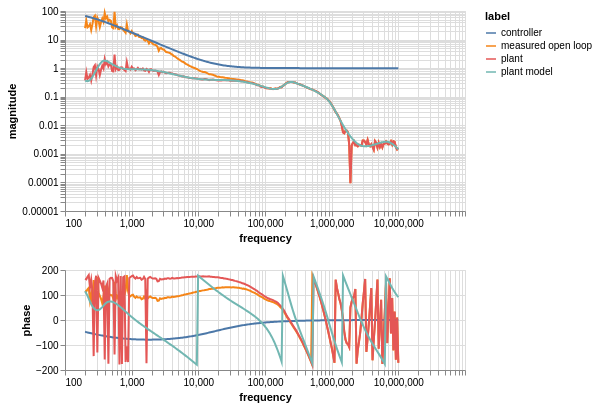 label
controller
measured open loop
plant
plant model
magnitude
100
10
1
0.1
0.01
0.001
0.0001
0.00001
100 1,000 10,000 100,000 1,000,000 10,000,000
frequency
phase
200
100
0
−100
−200
100 1,000 10,000 100,000 1,000,000 10,000,000
frequency